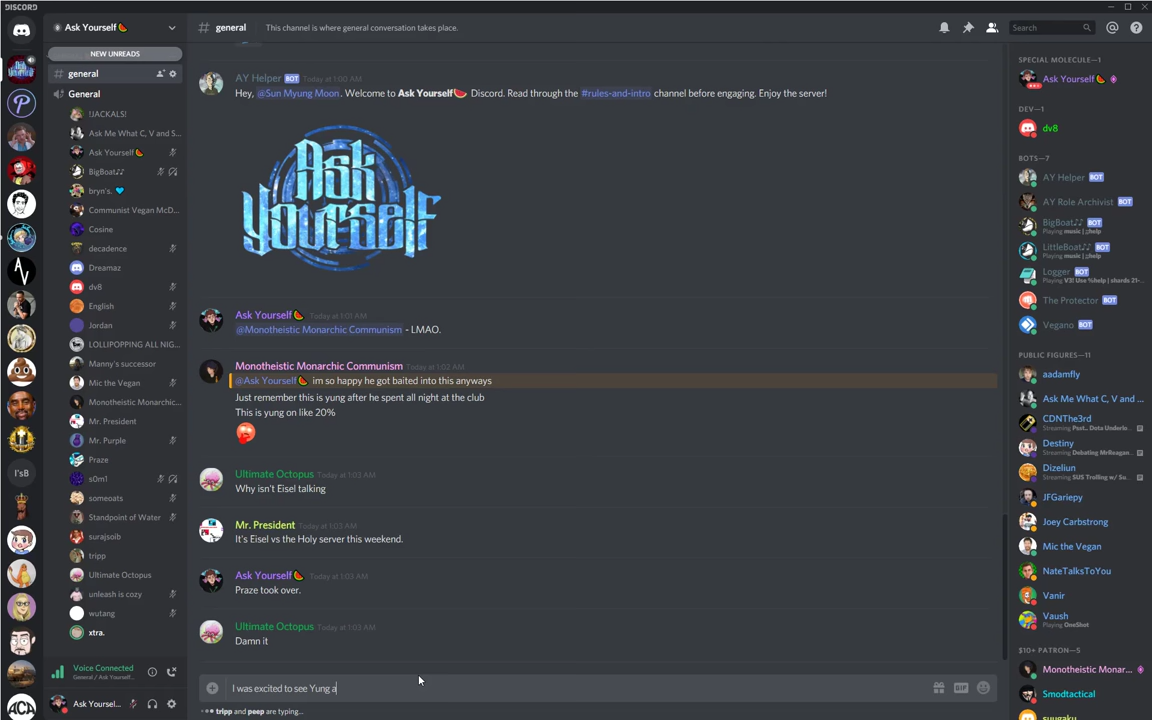 DISCORD
Ask Yourself🍉
# general
This channel is where general conversation takes place.
Search
NEW UNREADS
# general
General
!JACKALS!
Ask Me What C, V and S...
Ask Yourself🍉
BigBoat♪♪
bryn's. 💙
Communist Vegan McD...
Cosine
decadence
Dreamaz
dv8
English
Jordan
LOLLIPOPPING ALL NIG...
Manny's successor
Mic the Vegan
Monotheistic Monarchic...
Mr. President
Mr. Purple
Praze
s0m1
someoats
Standpoint of Water
surajsoib
tripp
Ultimate Octopus
unleash is cozy
wutang
xtra.
Voice Connected
General / Ask Yourself...
Ask Yoursel...
I'sB
ACA
AY Helper BOT Today at 1:00 AM
Hey, @Sun Myung Moon. Welcome to Ask Yourself🍉 Discord. Read through the #rules-and-intro channel before engaging. Enjoy the server!
Ask
Yourself
Ask Yourself🍉 Today at 1:01 AM
@Monotheistic Monarchic Communism - LMAO.
Monotheistic Monarchic Communism Today at 1:02 AM
@Ask Yourself🍉 im so happy he got baited into this anyways
Just remember this is yung after he spent all night at the club
This is yung on like 20%
Ultimate Octopus Today at 1:03 AM
Why isn't Eisel talking
Mr. President Today at 1:03 AM
It's Eisel vs the Holy server this weekend.
Ask Yourself🍉 Today at 1:03 AM
Praze took over.
Ultimate Octopus Today at 1:03 AM
Damn it
I was excited to see Yung a
GIF
tripp and peep are typing...
SPECIAL MOLECULE—1
Ask Yourself🍉
DEV—1
dv8
BOTS—7
AY Helper BOT
AY Role Archivist BOT
BigBoat♪♪ BOT
Playing music | ;;help
LittleBoat♪♪ BOT
Playing music | ;;help
Logger BOT
Playing V3! Use %help | shards 21-...
The Protector BOT
Vegano BOT
PUBLIC FIGURES—11
aadamfly
Ask Me What C, V and ...
CDNThe3rd
Destiny
Streaming Debating MrReagan...
Dizeliun
Streaming SUS Trolling w/ Su...
JFGariepy
Joey Carbstrong
Mic the Vegan
NateTalksToYou
Vanir
Vaush
Playing OneShot
$10+ PATRON—5
Monotheistic Monar...
Smodtactical